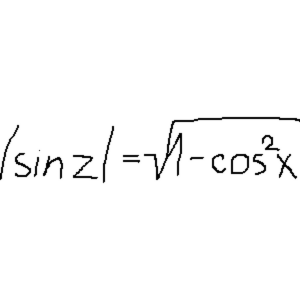 |sin z| = √1 - cos²x